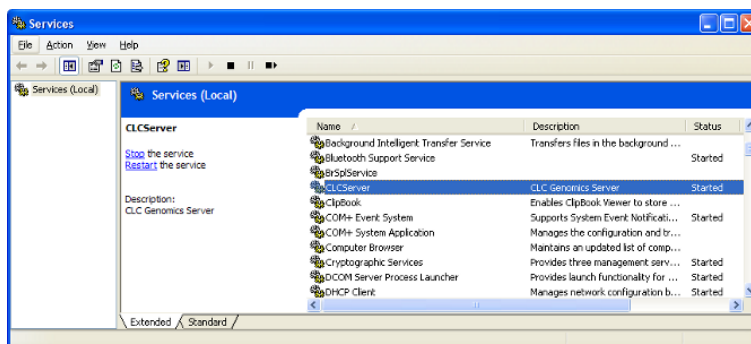 Services
File Action View Help
Services (Local)
Services (Local)
CLCServer
Stop the service
Restart the service
Description:
CLC Genomics Server
Name Description Status
Background Intelligent Transfer Service Transfers files in the background ...
Bluetooth Support Service Started
BrSplService
CLCServer CLC Genomics Server Started
ClipBook Enables ClipBook Viewer to store ...
COM+ Event System Supports System Event Notificati... Started
COM+ System Application Manages the configuration and tr...
Computer Browser Maintains an updated list of comp...
Cryptographic Services Provides three management serv... Started
DCOM Server Process Launcher Provides launch functionality for ... Started
DHCP Client Manages network configuration b... Started
Extended Standard